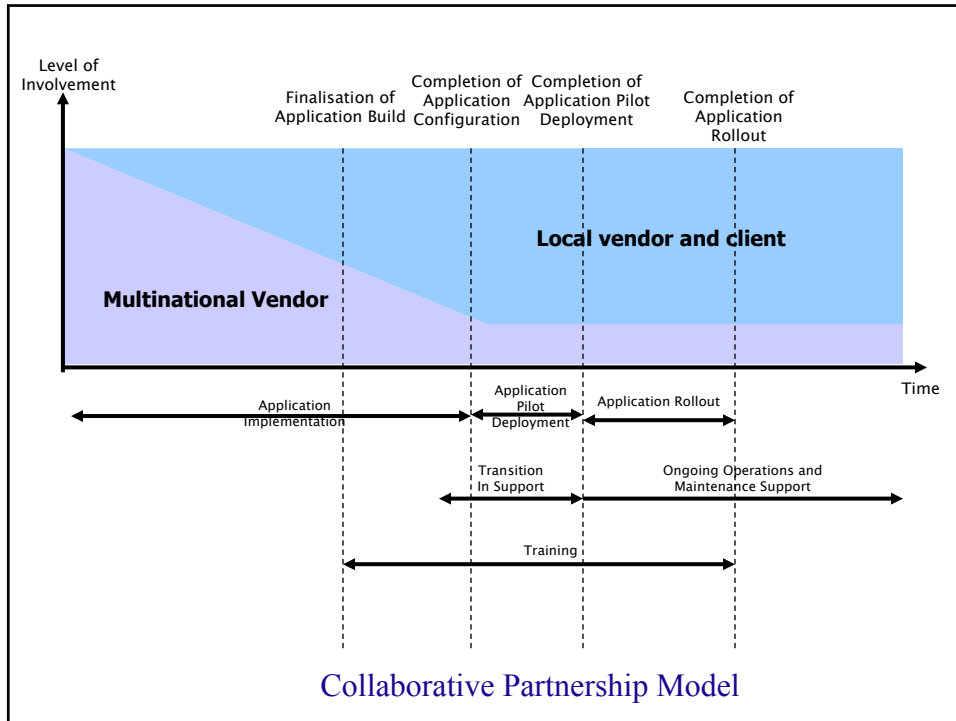 Level of
Involvement
Finalisation of
Application Build
Completion of
Application
Configuration
Completion of
Application Pilot
Deployment
Completion of
Application
Rollout
Local vendor and client
Multinational Vendor
Time
Application
Implementation
Application
Pilot
Deployment
Application Rollout
Transition
In Support
Ongoing Operations and
Maintenance Support
Training
Collaborative Partnership Model